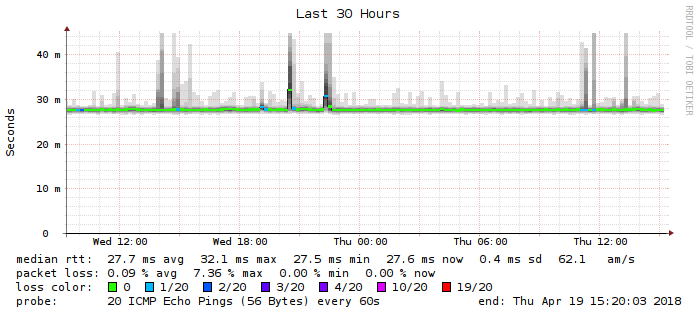 Last 30 Hours
RRDTOOL / TOBI OETIKER
Seconds
40 m
30 m
20 m
10 m
0
Wed 12:00 Wed 18:00 Thu 00:00 Thu 06:00 Thu 12:00
median rtt: 27.7 ms avg 32.1 ms max 27.5 ms min 27.6 ms now 0.4 ms sd 62.1 am/s
packet loss: 0.09 % avg 7.36 % max 0.00 % min 0.00 % now
loss color: 0 1/20 2/20 3/20 4/20 10/20 19/20
probe: 20 ICMP Echo Pings (56 Bytes) every 60s end: Thu Apr 19 15:20:03 2018